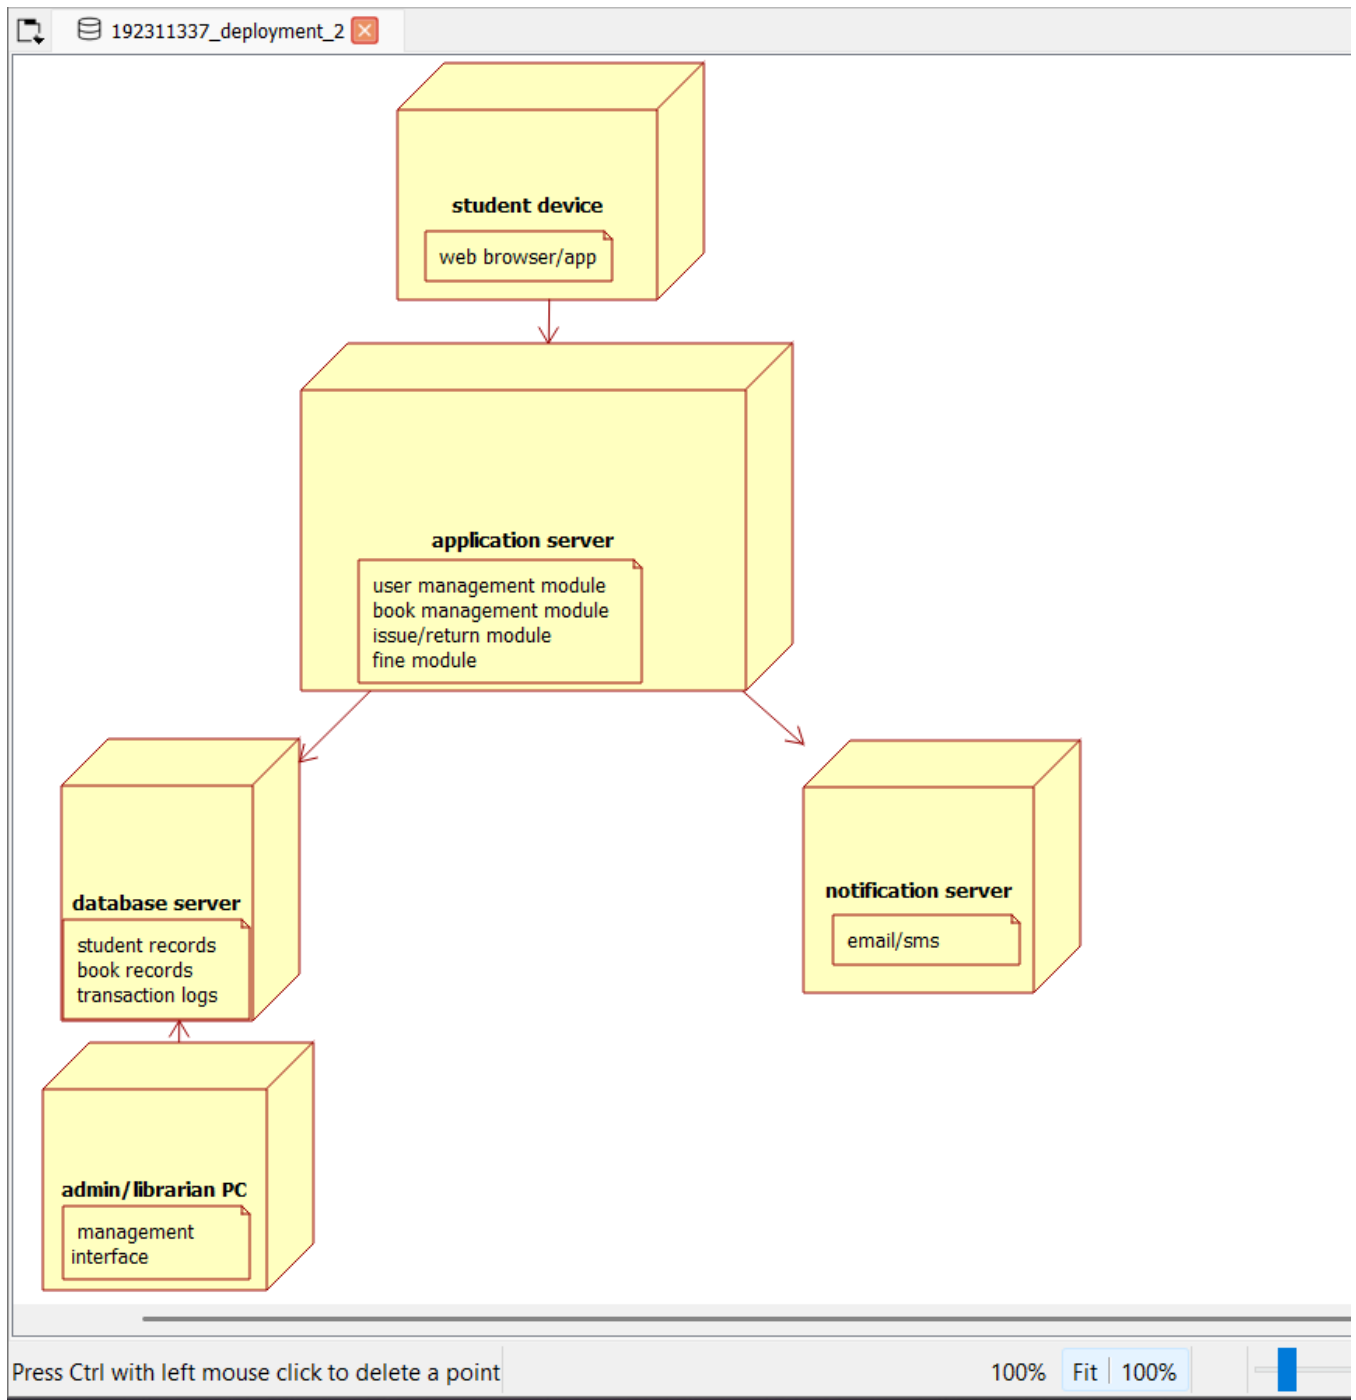 192311337_deployment_2
student device
web browser/app
application server
user management module
book management module
issue/return module
fine module
database server
student records
book records
transaction logs
notification server
email/sms
admin/librarian PC
management
interface
Press Ctrl with left mouse click to delete a point
100%
Fit
100%